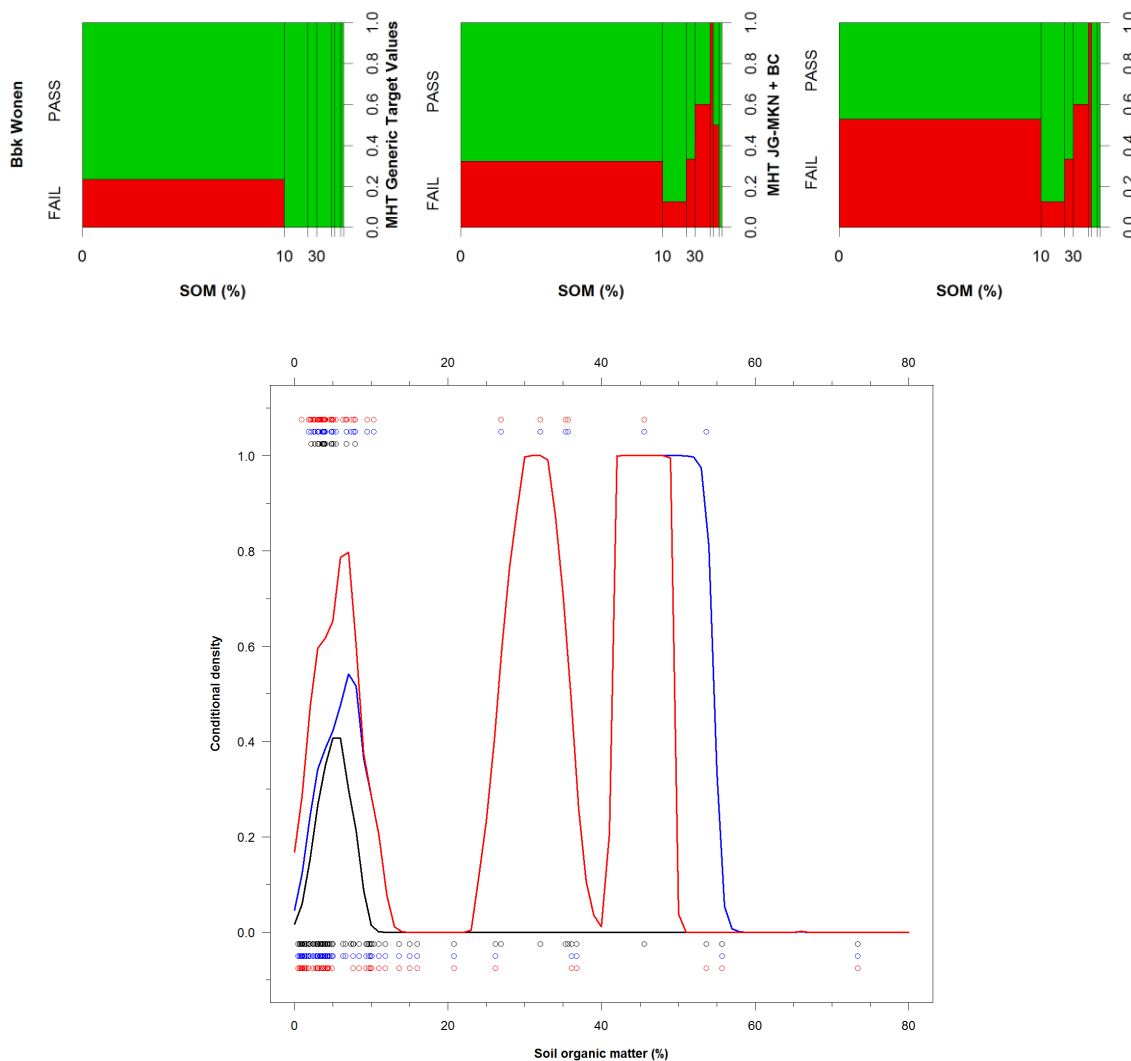 Bbk Wonen
FAIL PASS
0.0 0.2 0.4 0.6 0.8 1.0
0 10 30
SOM (%)
MHT Generic Target Values
FAIL PASS
0.0 0.2 0.4 0.6 0.8 1.0
0 10 30
SOM (%)
MHT JG-MKN + BC
FAIL PASS
0.0 0.2 0.4 0.6 0.8 1.0
0 10 30
SOM (%)
0 20 40 60 80
Conditional density
1.0
0.8
0.6
0.4
0.2
0.0
0 20 40 60 80
Soil organic matter (%)